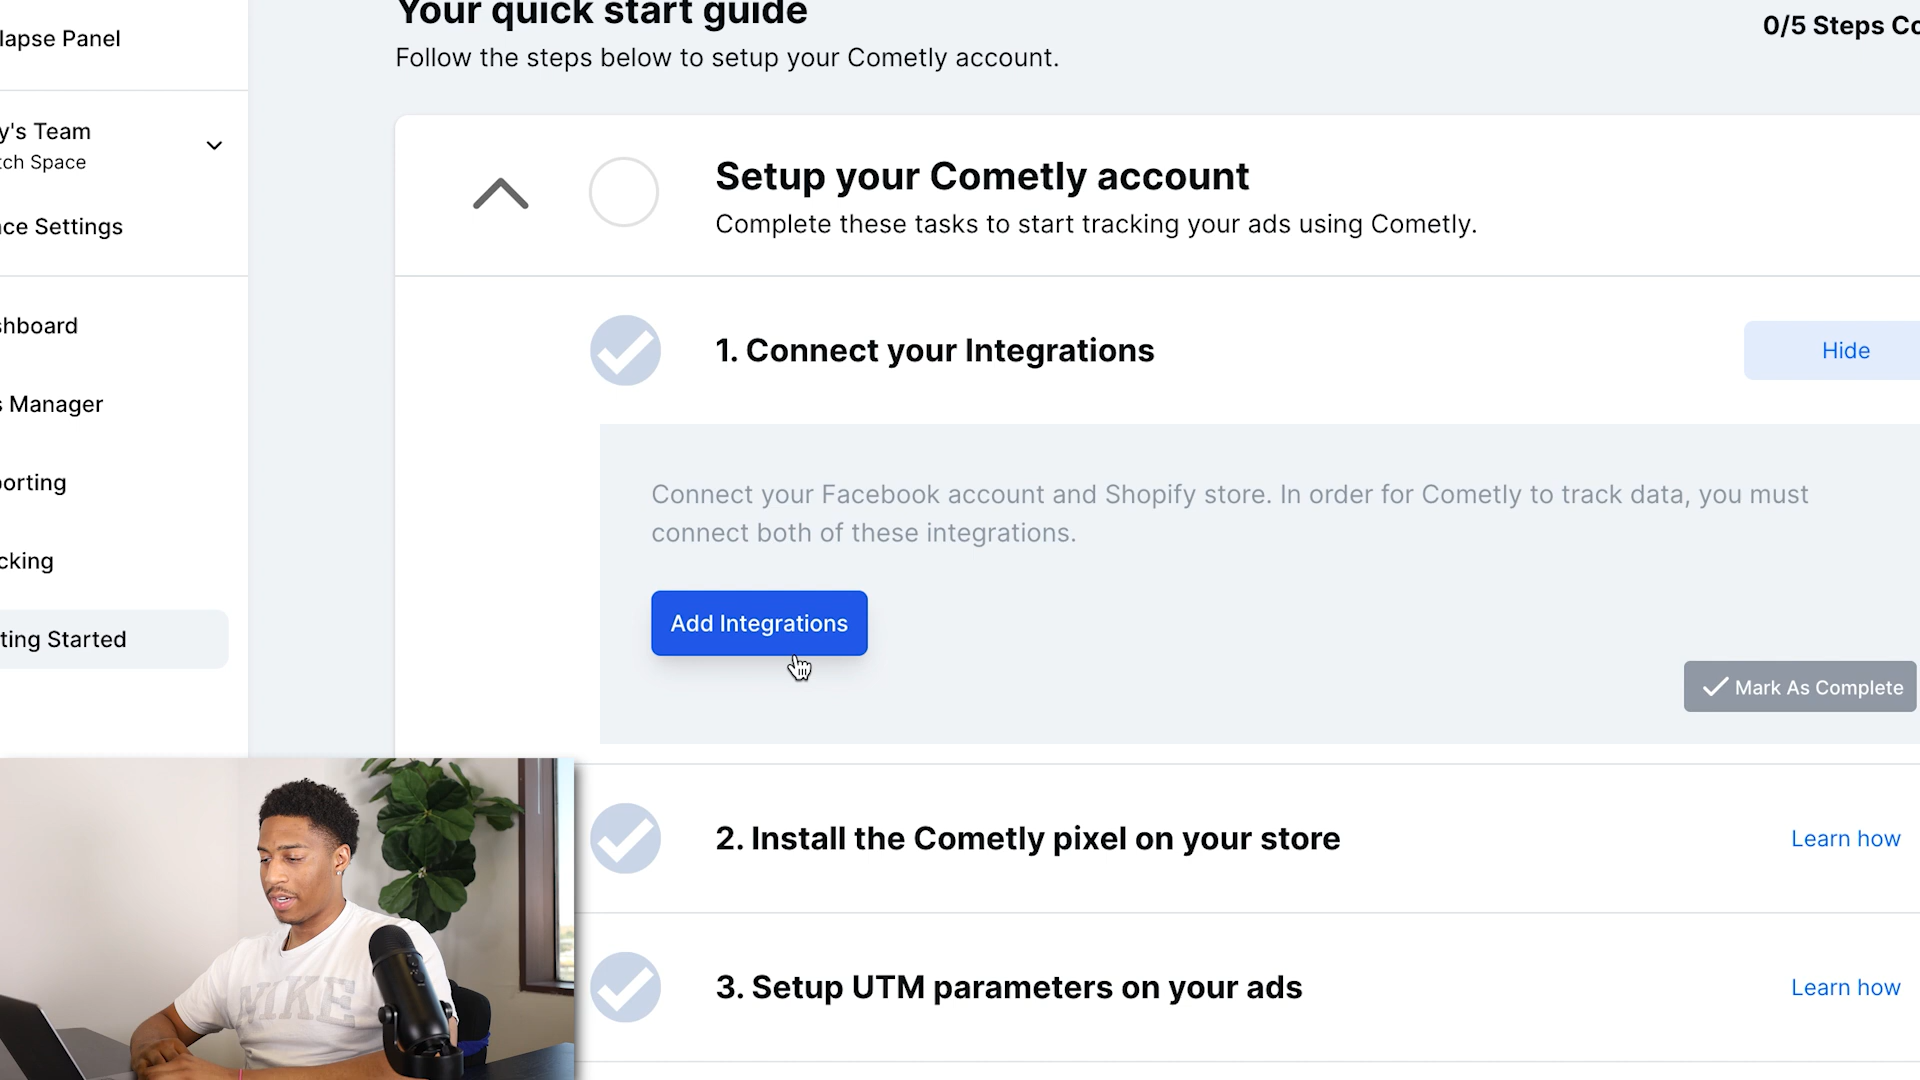 Your quick start guide
Follow the steps below to setup your Cometly account.
0/5 Steps Co
lapse Panel
y's Team
tch Space
ce Settings
shboard
s Manager
orting
cking
ting Started
Setup your Cometly account
Complete these tasks to start tracking your ads using Cometly.
1. Connect your Integrations
Hide
Connect your Facebook account and Shopify store. In order for Cometly to track data, you must
connect both of these integrations.
Add Integrations
Mark As Complete
2. Install the Cometly pixel on your store
Learn how
3. Setup UTM parameters on your ads
Learn how
NIKE